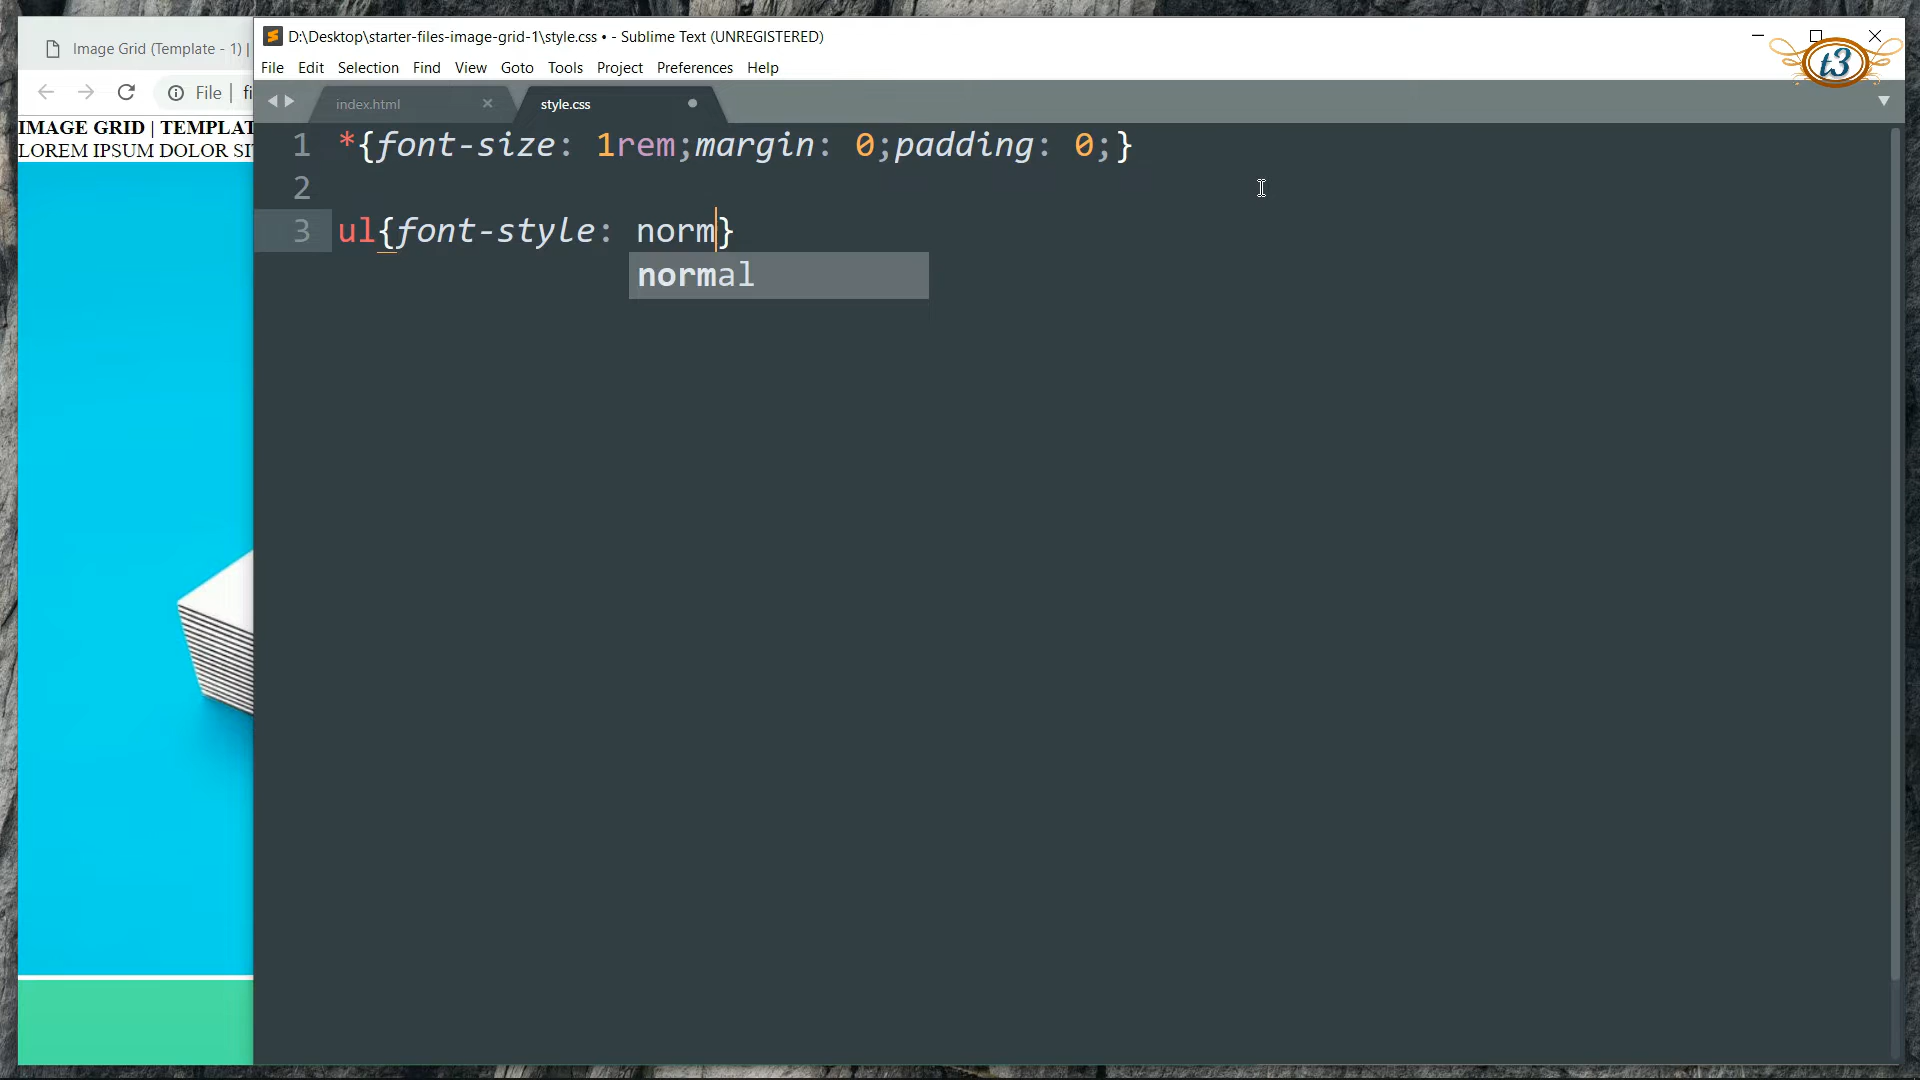 Image Grid (Template - 1) |
File | fi
IMAGE GRID | TEMPLAT
LOREM IPSUM DOLOR SI
D:\Desktop\starter-files-image-grid-1\style.css • - Sublime Text (UNREGISTERED)
File Edit Selection Find View Goto Tools Project Preferences Help
t3
index.html style.css
1 *{font-size: 1rem;margin: 0;padding: 0;}
2
3 ul{font-style: norm}
normal